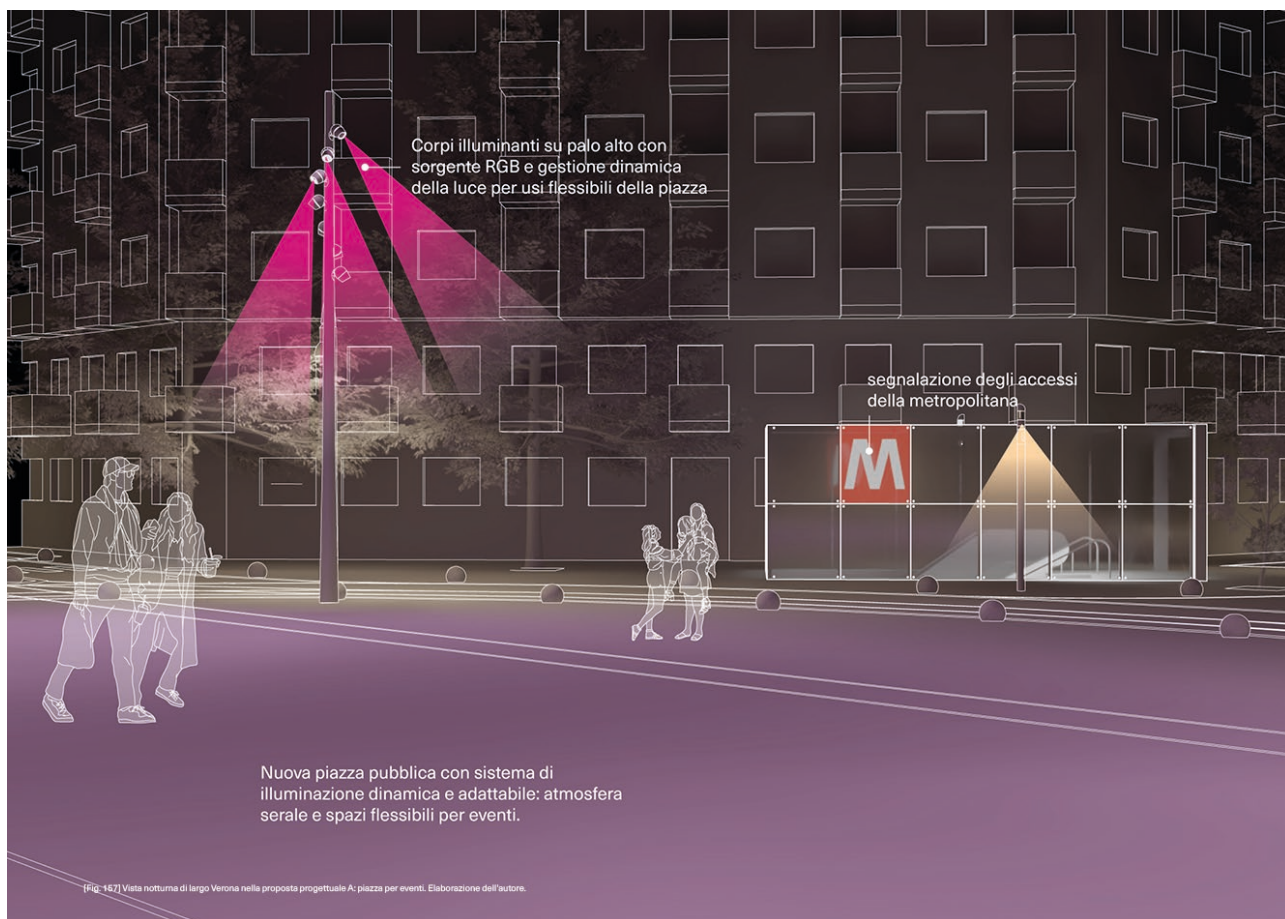 Corpi illuminanti su palo alto con
sorgente RGB e gestione dinamica
della luce per usi flessibili della piazza
segnalazione degli accessi
della metropolitana
M
Nuova piazza pubblica con sistema di
illuminazione dinamica e adattabile: atmosfera
serale e spazi flessibili per eventi.
[Fig. 157] Vista notturna di largo Verona nella proposta progettuale A: piazza per eventi. Elaborazione dell'autore.